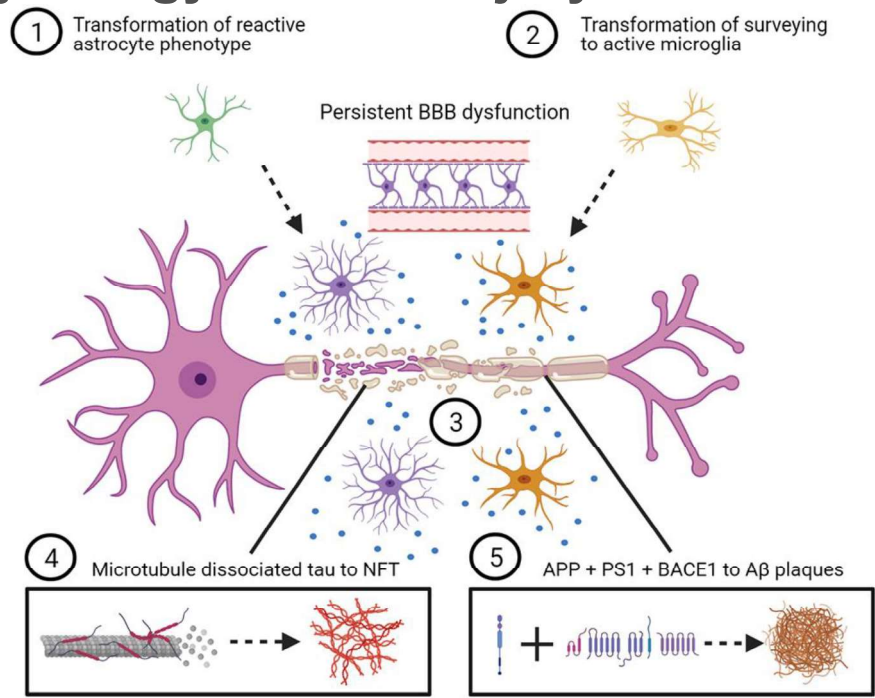 1
Transformation of reactive
astrocyte phenotype
2
Transformation of surveying
to active microglia
Persistent BBB dysfunction
3
4
Microtubule dissociated tau to NFT
5
APP + PS1 + BACE1 to Aβ plaques